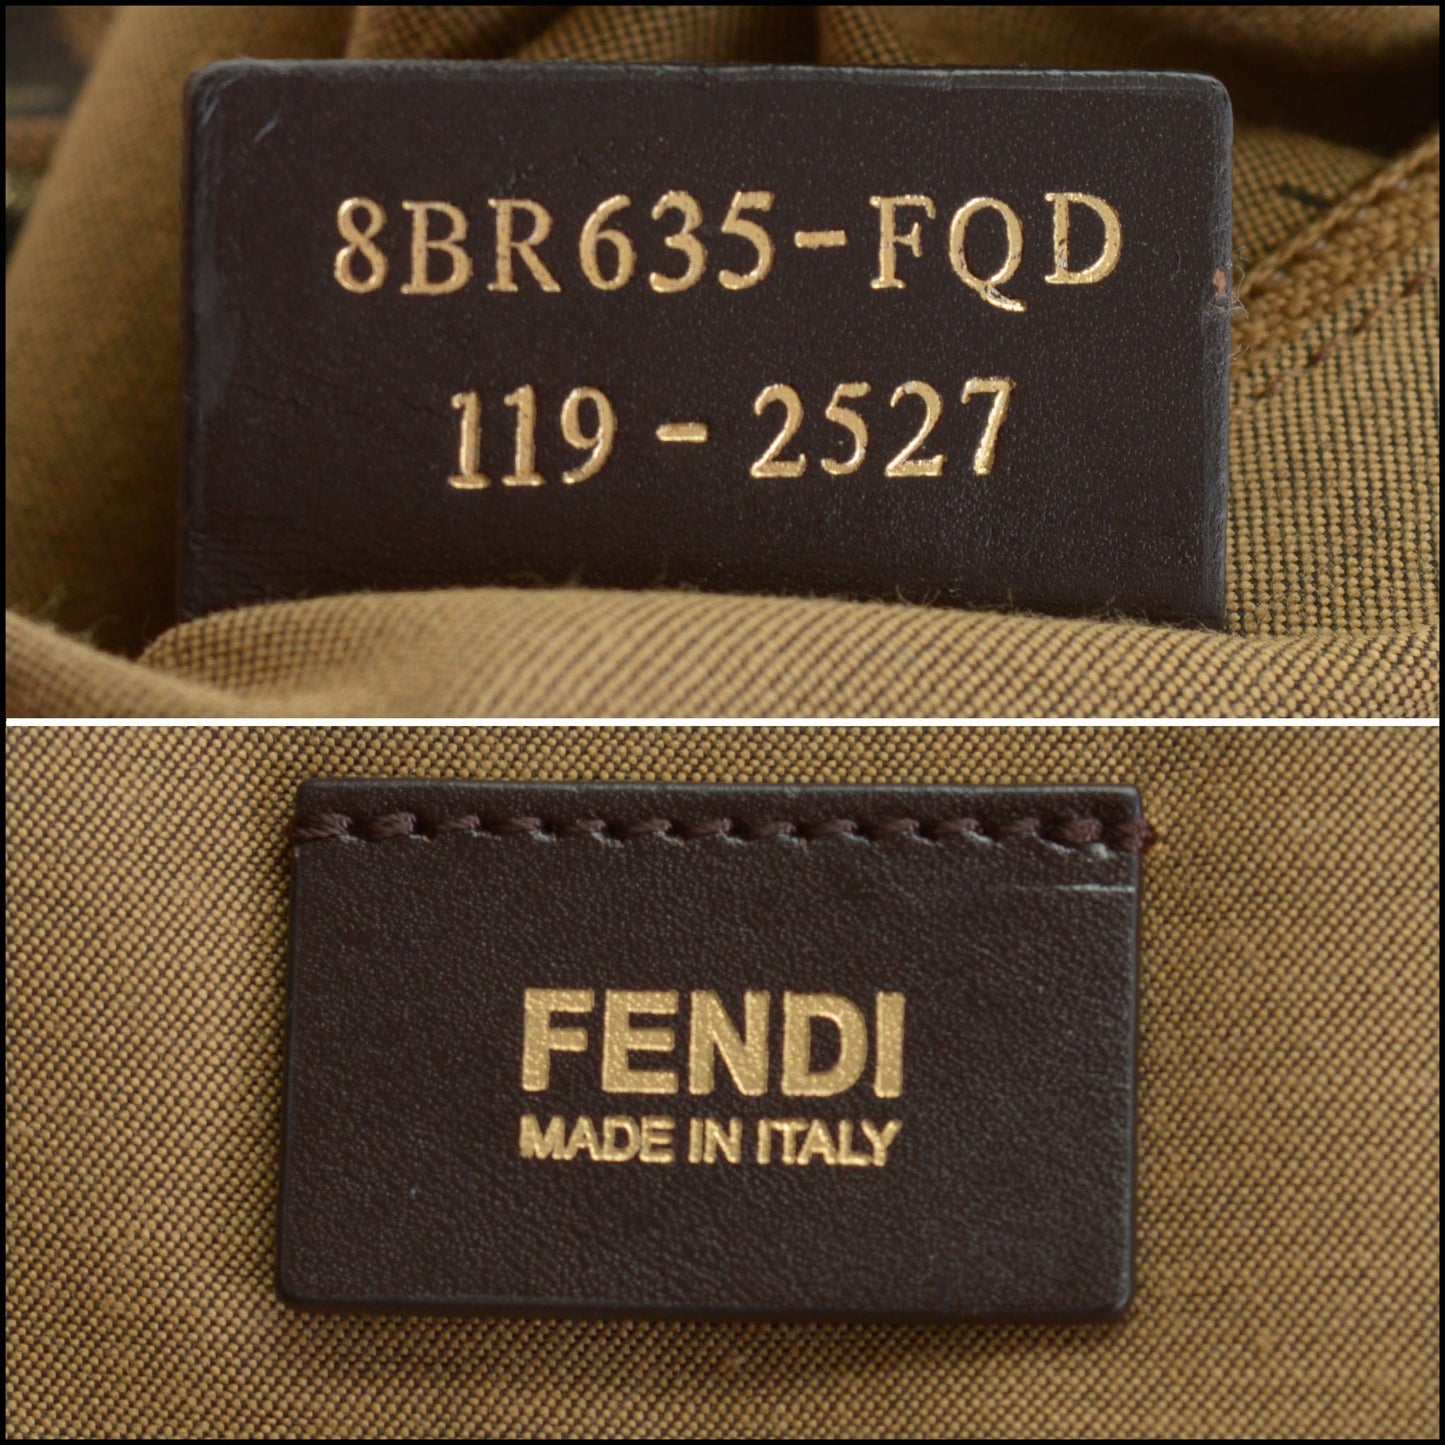 8BR635-FQD
119-2527
FENDI
MADE IN ITALY